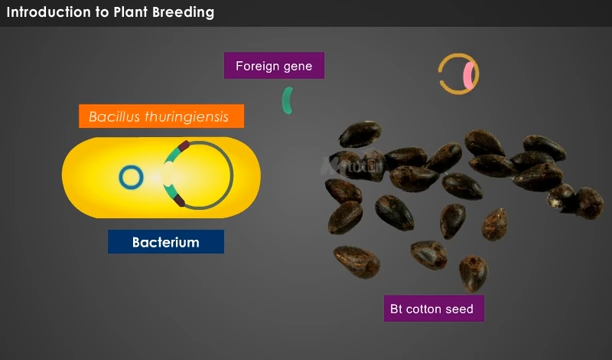 Introduction to Plant Breeding
Foreign gene
Bacillus thuringiensis
Bacterium
Bt cotton seed